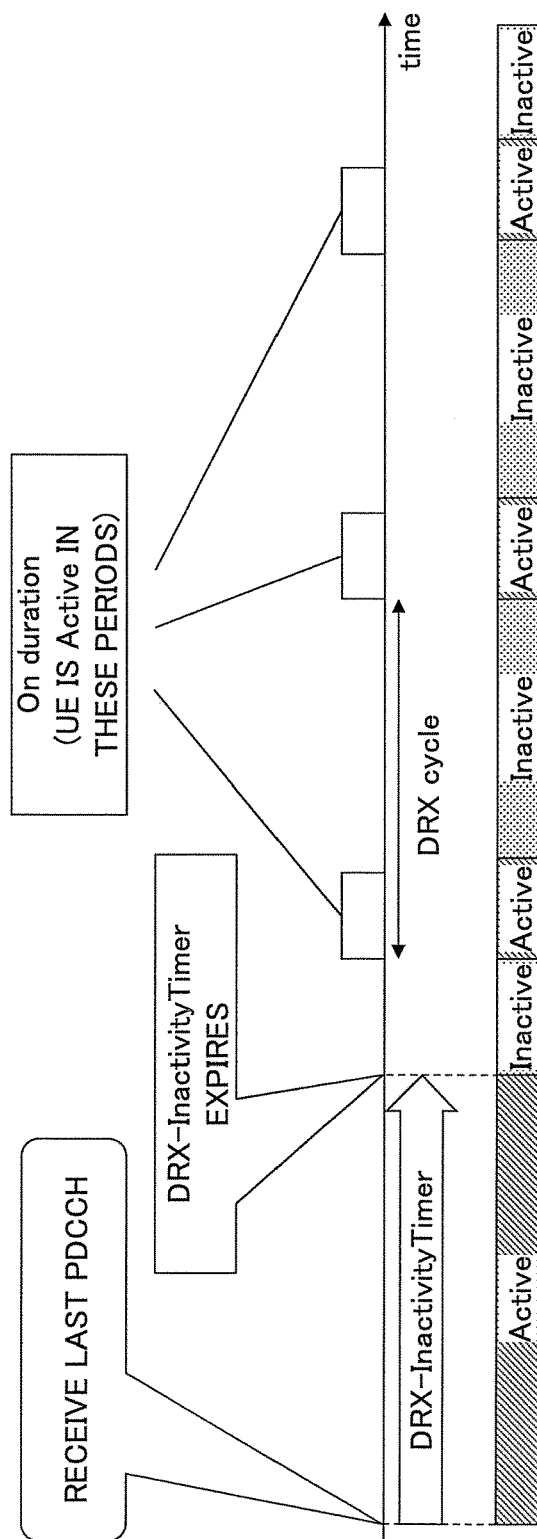 RECEIVE LAST PDCCH
DRX-InactivityTimer
EXPIRES
On duration
(UE IS Active IN
THESE PERIODS)
time
DRX-InactivityTimer
DRX cycle
Active
Inactive
Active
Inactive
Active
Inactive
Active
Inactive